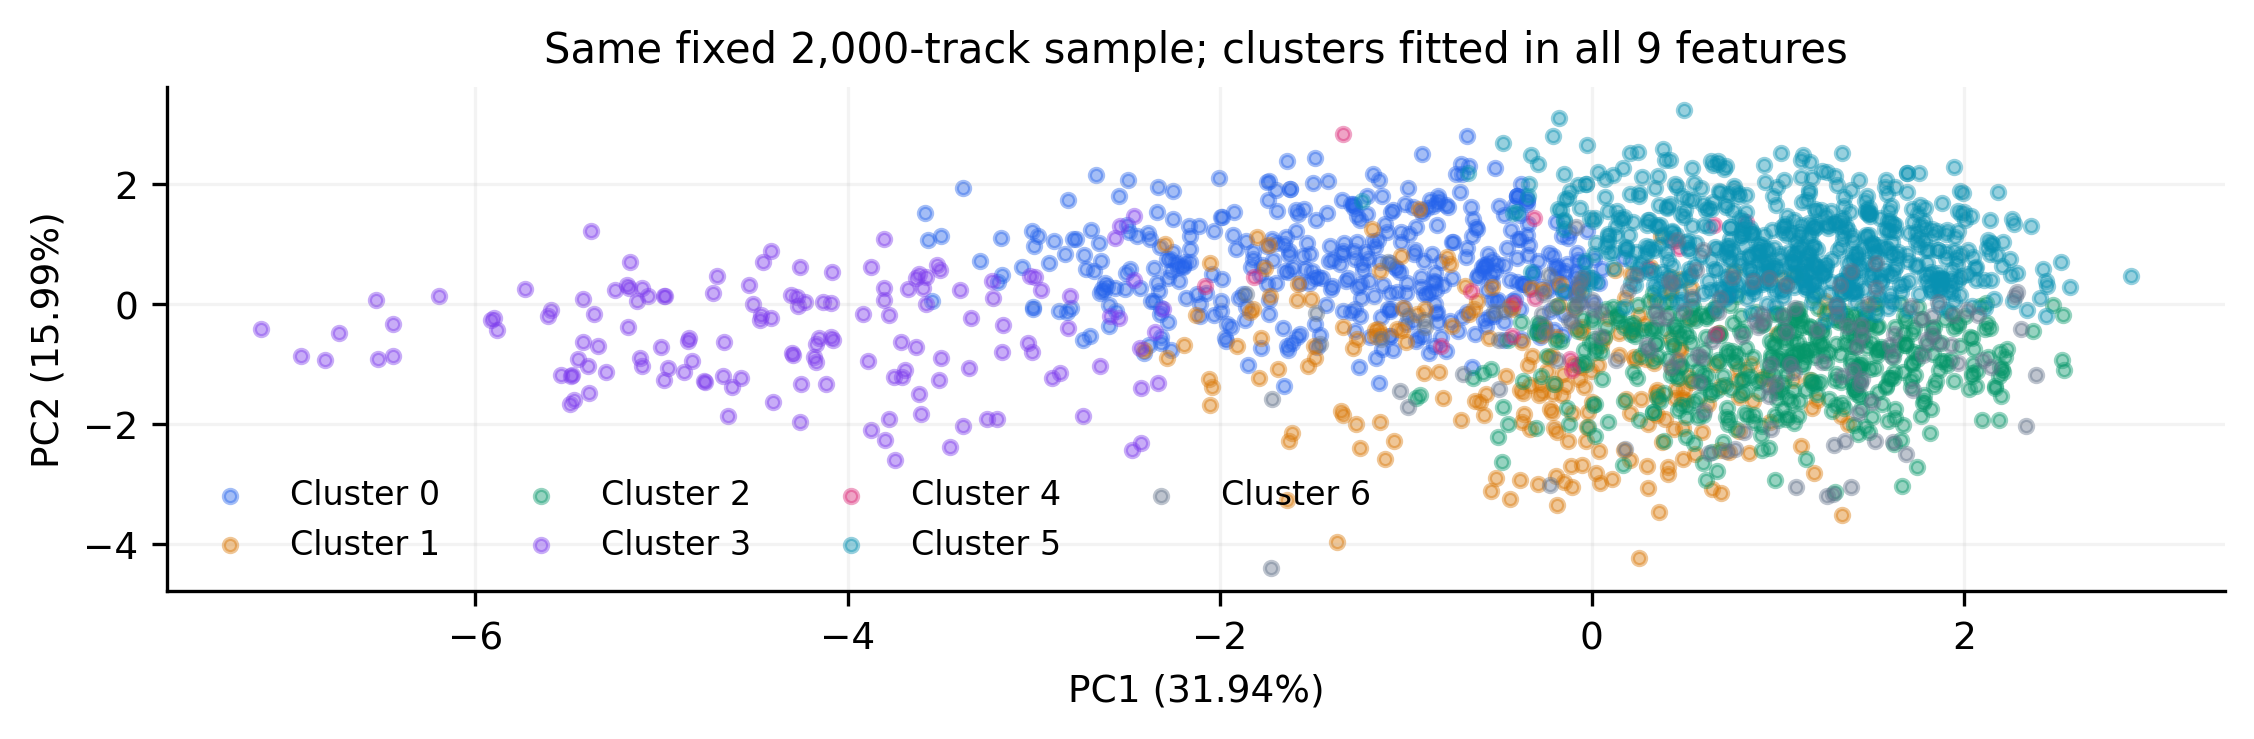 Same fixed 2,000-track sample; clusters fitted in all 9 features
PC2 (15.99%)
2
0
−2
−4
Cluster 0
Cluster 2
Cluster 4
Cluster 6
Cluster 1
Cluster 3
Cluster 5
−6
−4
−2
0
2
PC1 (31.94%)